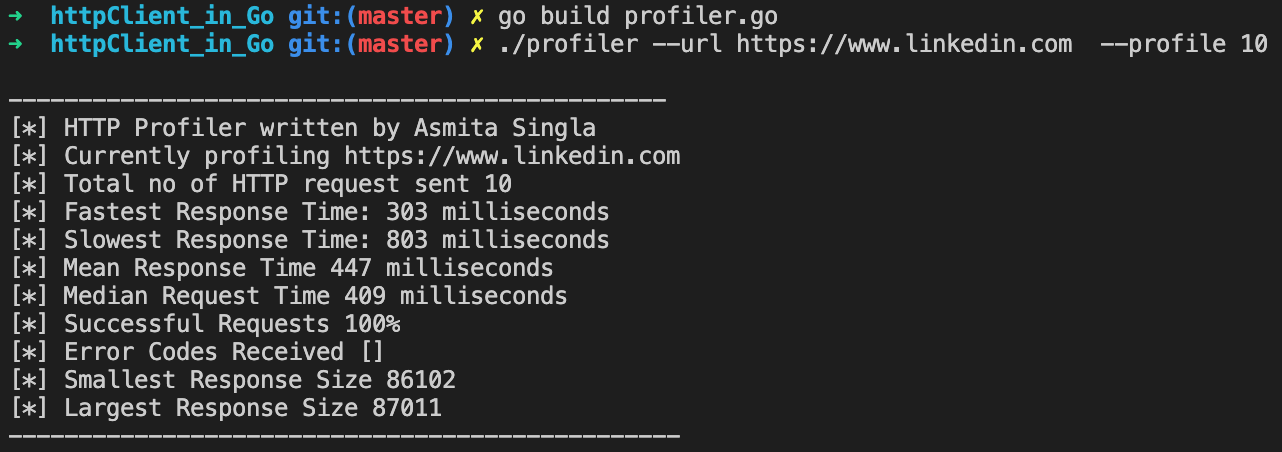 ➜  httpClient_in_Go git:(master) ✗ go build profiler.go
➜  httpClient_in_Go git:(master) ✗ ./profiler --url https://www.linkedin.com  --profile 10
-----------------------------------------------
[*] HTTP Profiler written by Asmita Singla
[*] Currently profiling https://www.linkedin.com
[*] Total no of HTTP request sent 10
[*] Fastest Response Time: 303 milliseconds
[*] Slowest Response Time: 803 milliseconds
[*] Mean Response Time 447 milliseconds
[*] Median Request Time 409 milliseconds
[*] Successful Requests 100%
[*] Error Codes Received []
[*] Smallest Response Size 86102
[*] Largest Response Size 87011
------------------------------------------------